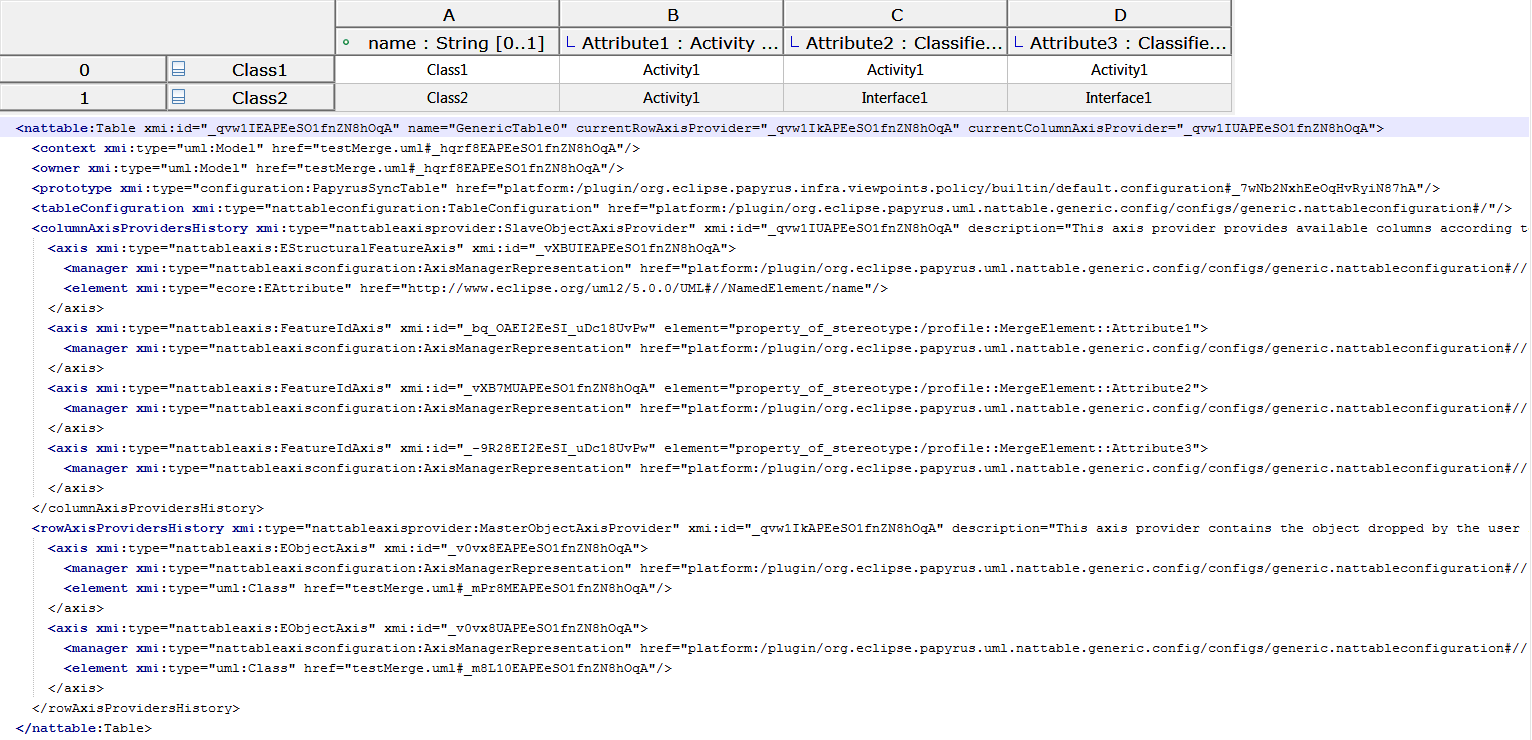 A B C D
name : String [0..1] Attribute1 : Activity ... Attribute2 : Classifie... Attribute3 : Classifie...
0 Class1 Class1 Activity1 Activity1 Activity1
1 Class2 Class2 Activity1 Interface1 Interface1
<nattable:Table xmi:id="_qvw1IEAPEeSO1fnZN8hOqA" name="GenericTable0" currentRowAxisProvider="_qvw1IkAPEeSO1fnZN8hOqA" currentColumnAxisProvider="_qvw1IUAPEeSO1fnZN8hOqA">
<context xmi:type="uml:Model" href="testMerge.uml#_hqrf8EAPEeSO1fnZN8hOqA"/>
<owner xmi:type="uml:Model" href="testMerge.uml#_hqrf8EAPEeSO1fnZN8hOqA"/>
<prototype xmi:type="configuration:PapyrusSyncTable" href="platform:/plugin/org.eclipse.papyrus.infra.viewpoints.policy/builtin/default.configuration#_7wNb2NxhEeOqHvRyiN87hA"/>
<tableConfiguration xmi:type="nattableconfiguration:TableConfiguration" href="platform:/plugin/org.eclipse.papyrus.uml.nattable.generic.config/configs/generic.nattableconfiguration#/"/>
<columnAxisProvidersHistory xmi:type="nattableaxisprovider:SlaveObjectAxisProvider" xmi:id="_qvw1IUAPEeSO1fnZN8hOqA" description="This axis provider provides available columns according t
<axis xmi:type="nattableaxis:EStructuralFeatureAxis" xmi:id="_vXBUIEAPEeSO1fnZN8hOqA">
<manager xmi:type="nattableaxisconfiguration:AxisManagerRepresentation" href="platform:/plugin/org.eclipse.papyrus.uml.nattable.generic.config/configs/generic.nattableconfiguration#//
<element xmi:type="ecore:EAttribute" href="http://www.eclipse.org/uml2/5.0.0/UML#//NamedElement/name"/>
</axis>
<axis xmi:type="nattableaxis:FeatureIdAxis" xmi:id="_bq_OAEI2EeSI_uDc18UvPw" element="property_of_stereotype:/profile::MergeElement::Attribute1">
<manager xmi:type="nattableaxisconfiguration:AxisManagerRepresentation" href="platform:/plugin/org.eclipse.papyrus.uml.nattable.generic.config/configs/generic.nattableconfiguration#//
</axis>
<axis xmi:type="nattableaxis:FeatureIdAxis" xmi:id="_vXB7MUAPEeSO1fnZN8hOqA" element="property_of_stereotype:/profile::MergeElement::Attribute2">
<manager xmi:type="nattableaxisconfiguration:AxisManagerRepresentation" href="platform:/plugin/org.eclipse.papyrus.uml.nattable.generic.config/configs/generic.nattableconfiguration#//
</axis>
<axis xmi:type="nattableaxis:FeatureIdAxis" xmi:id="_-9R28EI2EeSI_uDc18UvPw" element="property_of_stereotype:/profile::MergeElement::Attribute3">
<manager xmi:type="nattableaxisconfiguration:AxisManagerRepresentation" href="platform:/plugin/org.eclipse.papyrus.uml.nattable.generic.config/configs/generic.nattableconfiguration#//
</axis>
</columnAxisProvidersHistory>
<rowAxisProvidersHistory xmi:type="nattableaxisprovider:MasterObjectAxisProvider" xmi:id="_qvw1IkAPEeSO1fnZN8hOqA" description="This axis provider contains the object dropped by the user
<axis xmi:type="nattableaxis:EObjectAxis" xmi:id="_v0vx8EAPEeSO1fnZN8hOqA">
<manager xmi:type="nattableaxisconfiguration:AxisManagerRepresentation" href="platform:/plugin/org.eclipse.papyrus.uml.nattable.generic.config/configs/generic.nattableconfiguration#//
<element xmi:type="uml:Class" href="testMerge.uml#_mPr8MEAPEeSO1fnZN8hOqA"/>
</axis>
<axis xmi:type="nattableaxis:EObjectAxis" xmi:id="_v0vx8UAPEeSO1fnZN8hOqA">
<manager xmi:type="nattableaxisconfiguration:AxisManagerRepresentation" href="platform:/plugin/org.eclipse.papyrus.uml.nattable.generic.config/configs/generic.nattableconfiguration#//
<element xmi:type="uml:Class" href="testMerge.uml#_m8L10EAPEeSO1fnZN8hOqA"/>
</axis>
</rowAxisProvidersHistory>
</nattable:Table>